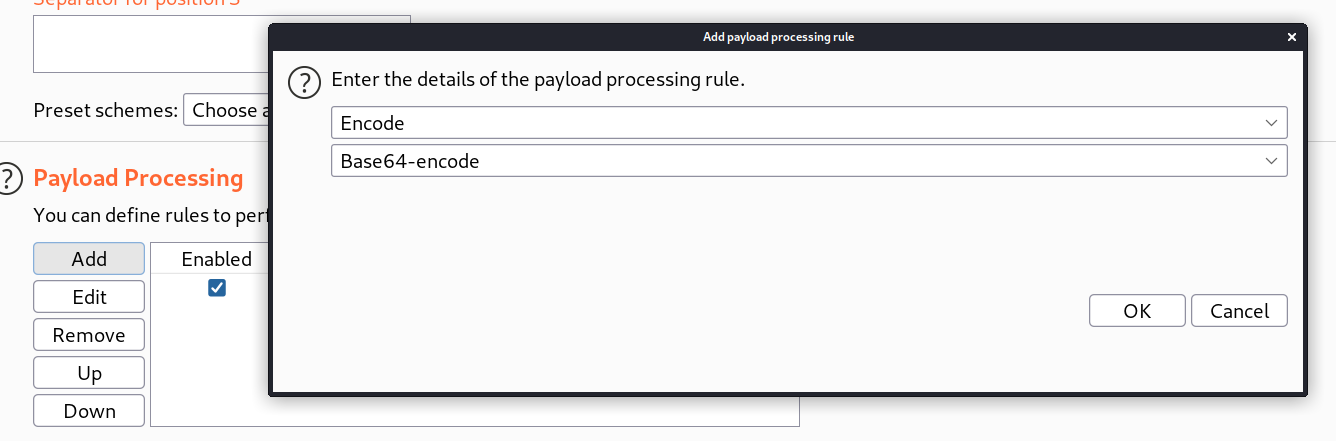 Separator for position 3
Add payload processing rule
Enter the details of the payload processing rule.
Encode
Base64-encode
OK
Cancel
Preset schemes:
Choose a
Payload Processing
You can define rules to perf
Add
Edit
Remove
Up
Down
Enabled